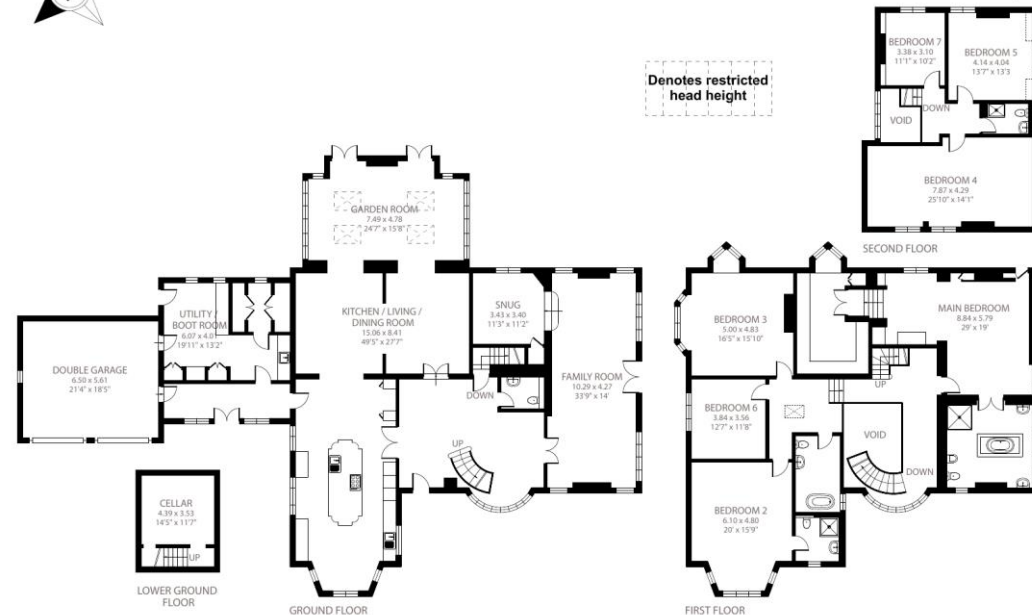 Denotes restricted
head height
BEDROOM 7
3.38 x 3.10
11'1" x 10'2"
BEDROOM 5
4.14 x 4.04
13'7" x 13'3
DOWN
VOID
BEDROOM 4
7.87 x 4.29
25'10" x 14'1"
SECOND FLOOR
GARDEN ROOM
7.49 x 4.78
24'7" x 15'8"
UTILITY /
BOOT ROOM
6.07 x 4.01
19'11" x 13'2"
KITCHEN / LIVING /
DINING ROOM
15.06 x 8.41
49'5" x 27'7"
SNUG
3.43 x 3.40
11'3" x 11'2"
DOUBLE GARAGE
6.50 x 5.61
21'4" x 18'5"
FAMILY ROOM
10.29 x 4.27
33'9" x 14'
DOWN
UP
CELLAR
4.39 x 3.53
14'5" x 11'7"
UP
LOWER GROUND
FLOOR
GROUND FLOOR
BEDROOM 3
5.00 x 4.83
16'5" x 15'10"
MAIN BEDROOM
8.84 x 5.79
29' x 19'
UP
BEDROOM 6
3.84 x 3.56
12'7" x 11'8"
VOID
DOWN
BEDROOM 2
6.10 x 4.80
20' x 15'9"
FIRST FLOOR